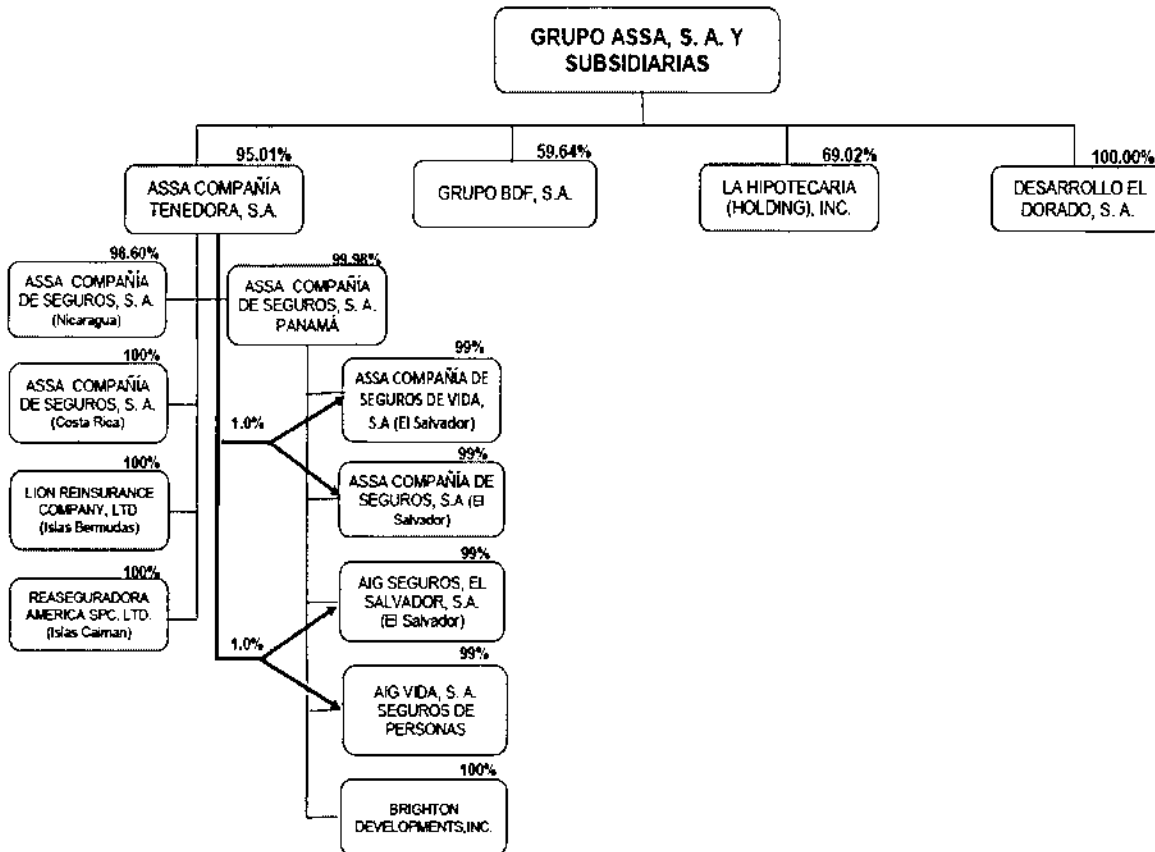 GRUPO ASSA, S. A. Y
SUBSIDIARIAS
95.01%
ASSA COMPAÑÍA
TENEDORA, S.A.
59.64%
GRUPO BDF, S.A.
69.02%
LA HIPOTECARIA
(HOLDING), INC.
100.00%
DESARROLLO EL
DORADO, S. A.
98.60%
ASSA COMPAÑÍA
DE SEGUROS, S. A.
(Nicaragua)
99.98%
ASSA COMPAÑÍA
DE SEGUROS, S. A.
PANAMÁ
100%
ASSA COMPAÑÍA
DE SEGUROS, S. A.
(Costa Rica)
100%
LION REINSURANCE
COMPANY, LTD
(Islas Bermudas)
100%
REASEGURADORA
AMERICA SPC. LTD.
(Islas Caiman)
1.0%
99%
ASSA COMPAÑÍA DE
SEGUROS DE VIDA,
S.A (El Salvador)
99%
ASSA COMPAÑÍA DE
SEGUROS, S.A (El
Salvador)
1.0%
99%
AIG SEGUROS, EL
SALVADOR, S.A.
(El Salvador)
99%
AIG VIDA, S. A.
SEGUROS DE
PERSONAS
100%
BRIGHTON
DEVELOPMENTS,INC.